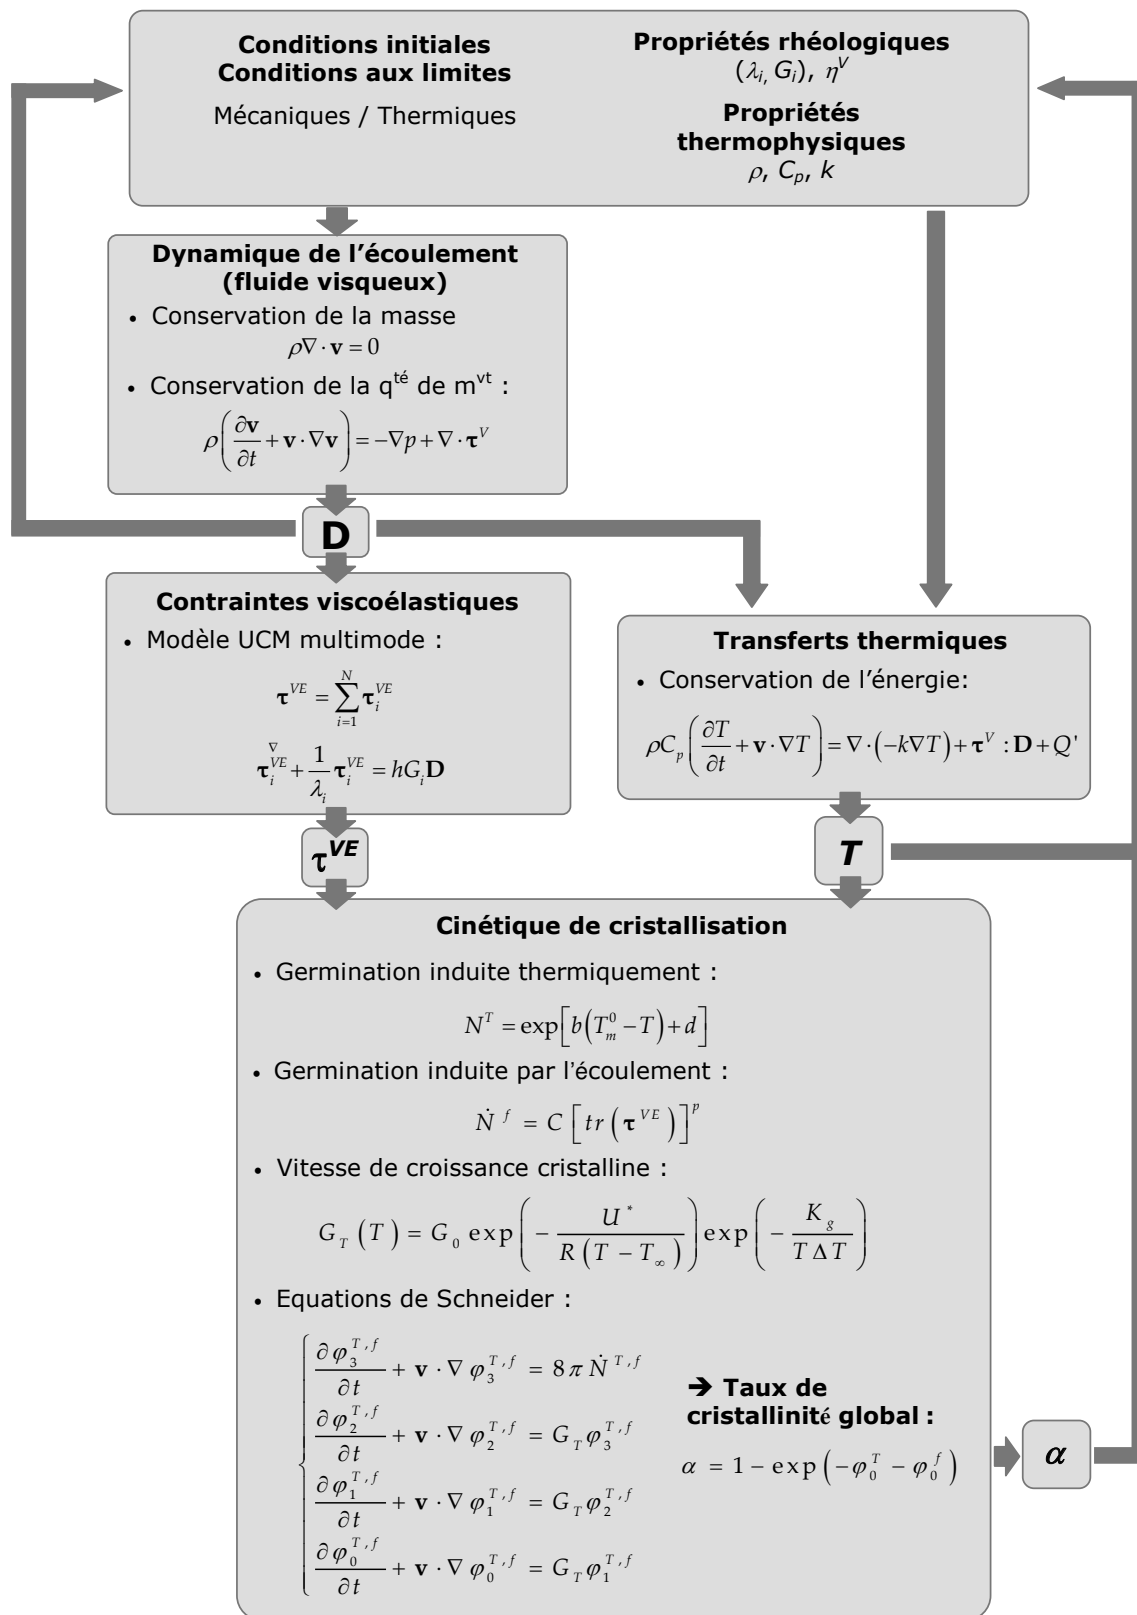 Conditions initiales
Conditions aux limites
Mécaniques / Thermiques
Propriétés rhéologiques
(λi, Gi), η^V
Propriétés
thermophysiques
ρ, Cp, k
Dynamique de l'écoulement
(fluide visqueux)
• Conservation de la masse
ρ∇·v = 0
• Conservation de la q^té de m^vt :
ρ(∂v/∂t + v·∇v) = −∇p + ∇·τ^V
D
Contraintes viscoélastiques
• Modèle UCM multimode :
τ^VE = ∑_{i=1}^{N} τ_i^VE
τ_i^VE^∇ + 1/λ_i τ_i^VE = hG_i D
τ^VE
Transferts thermiques
• Conservation de l'énergie:
ρC_p(∂T/∂t + v·∇T) = ∇·(−k∇T) + τ^V : D + Q'
T
Cinétique de cristallisation
• Germination induite thermiquement :
N^T = exp[b(T_m^0 − T) + d]
• Germination induite par l'écoulement :
Ṅ^f = C[tr(τ^VE)]^p
• Vitesse de croissance cristalline :
G_T(T) = G_0 exp(−U^*/R(T − T_∞)) exp(−K_g/TΔT)
• Equations de Schneider :
∂φ_3^{T,f}/∂t + v·∇φ_3^{T,f} = 8πṄ^{T,f}
∂φ_2^{T,f}/∂t + v·∇φ_2^{T,f} = G_T φ_3^{T,f}
∂φ_1^{T,f}/∂t + v·∇φ_1^{T,f} = G_T φ_2^{T,f}
∂φ_0^{T,f}/∂t + v·∇φ_0^{T,f} = G_T φ_1^{T,f}
➔ Taux de
cristallinité global :
α = 1 − exp(−φ_0^T − φ_0^f)
α